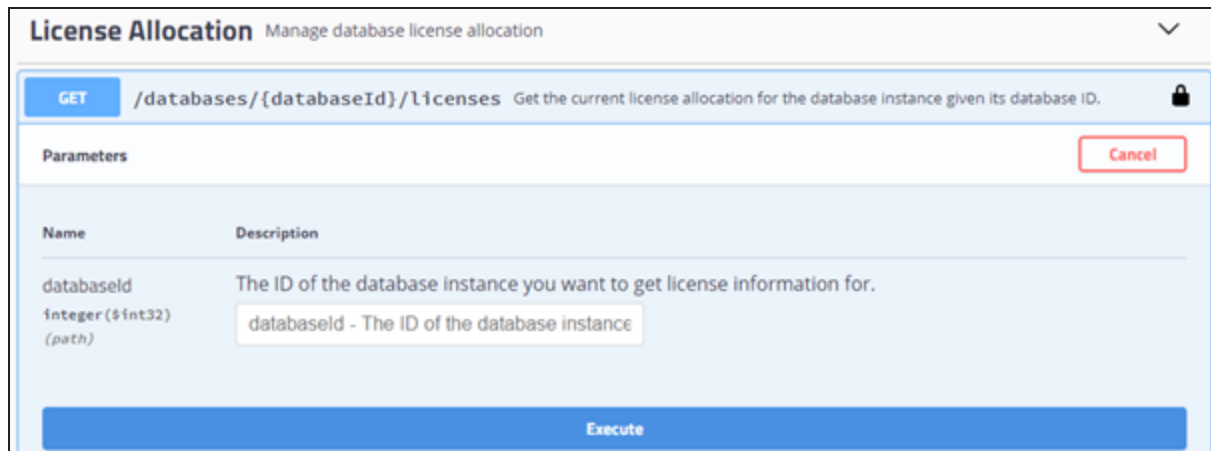 License Allocation Manage database license allocation
GET /databases/{databaseId}/licenses Get the current license allocation for the database instance given its database ID.
Parameters
Cancel
Name Description
databaseId
The ID of the database instance you want to get license information for.
integer($int32)
(path)
databaseId - The ID of the database instance
Execute